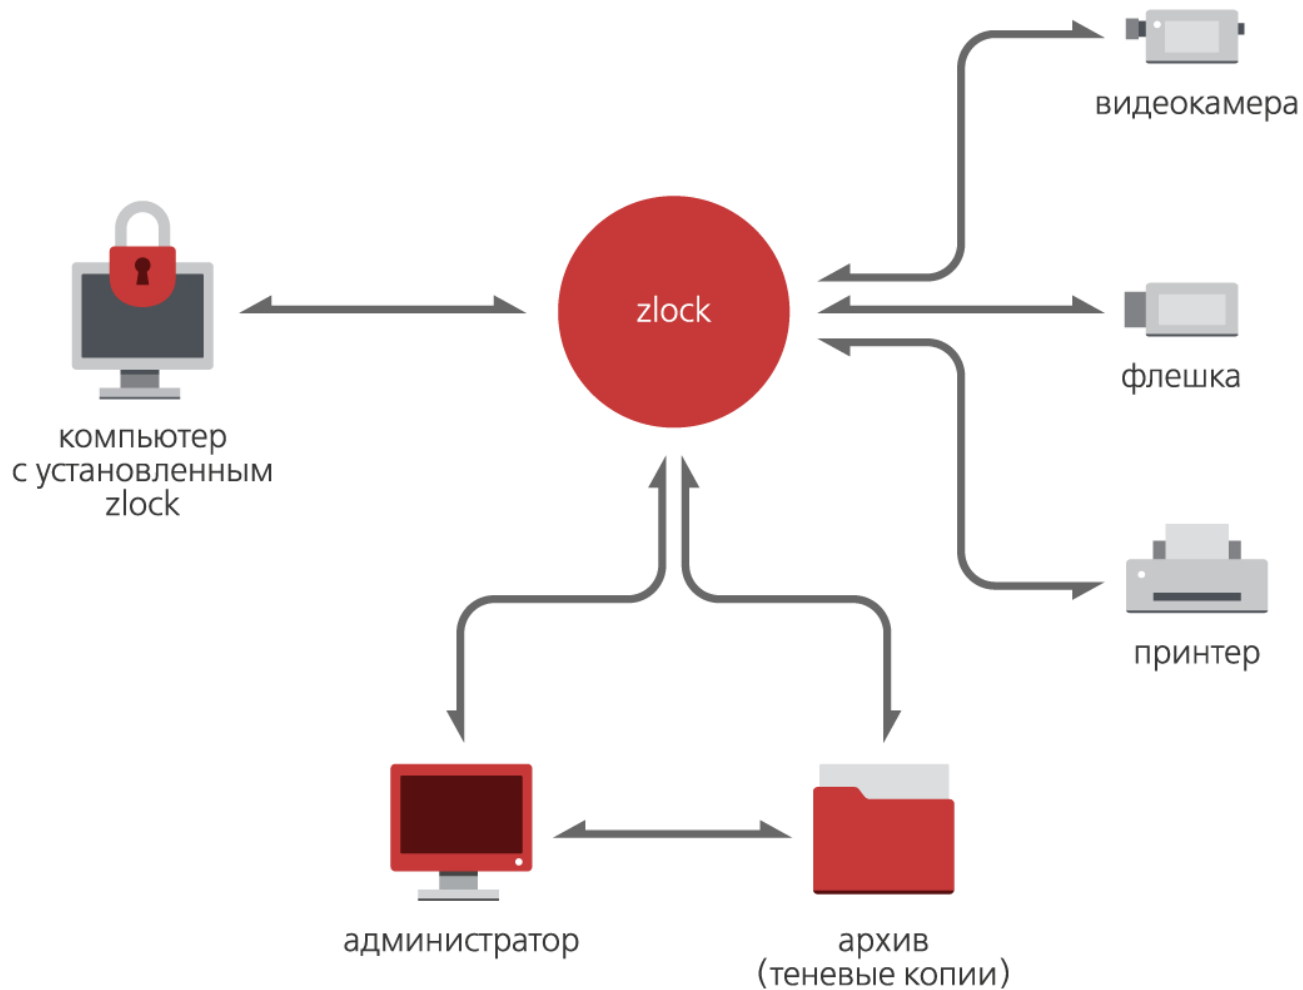 видеокамера
zlock
флешка
компьютер
с установленным
zlock
принтер
администратор
архив
(теневые копии)